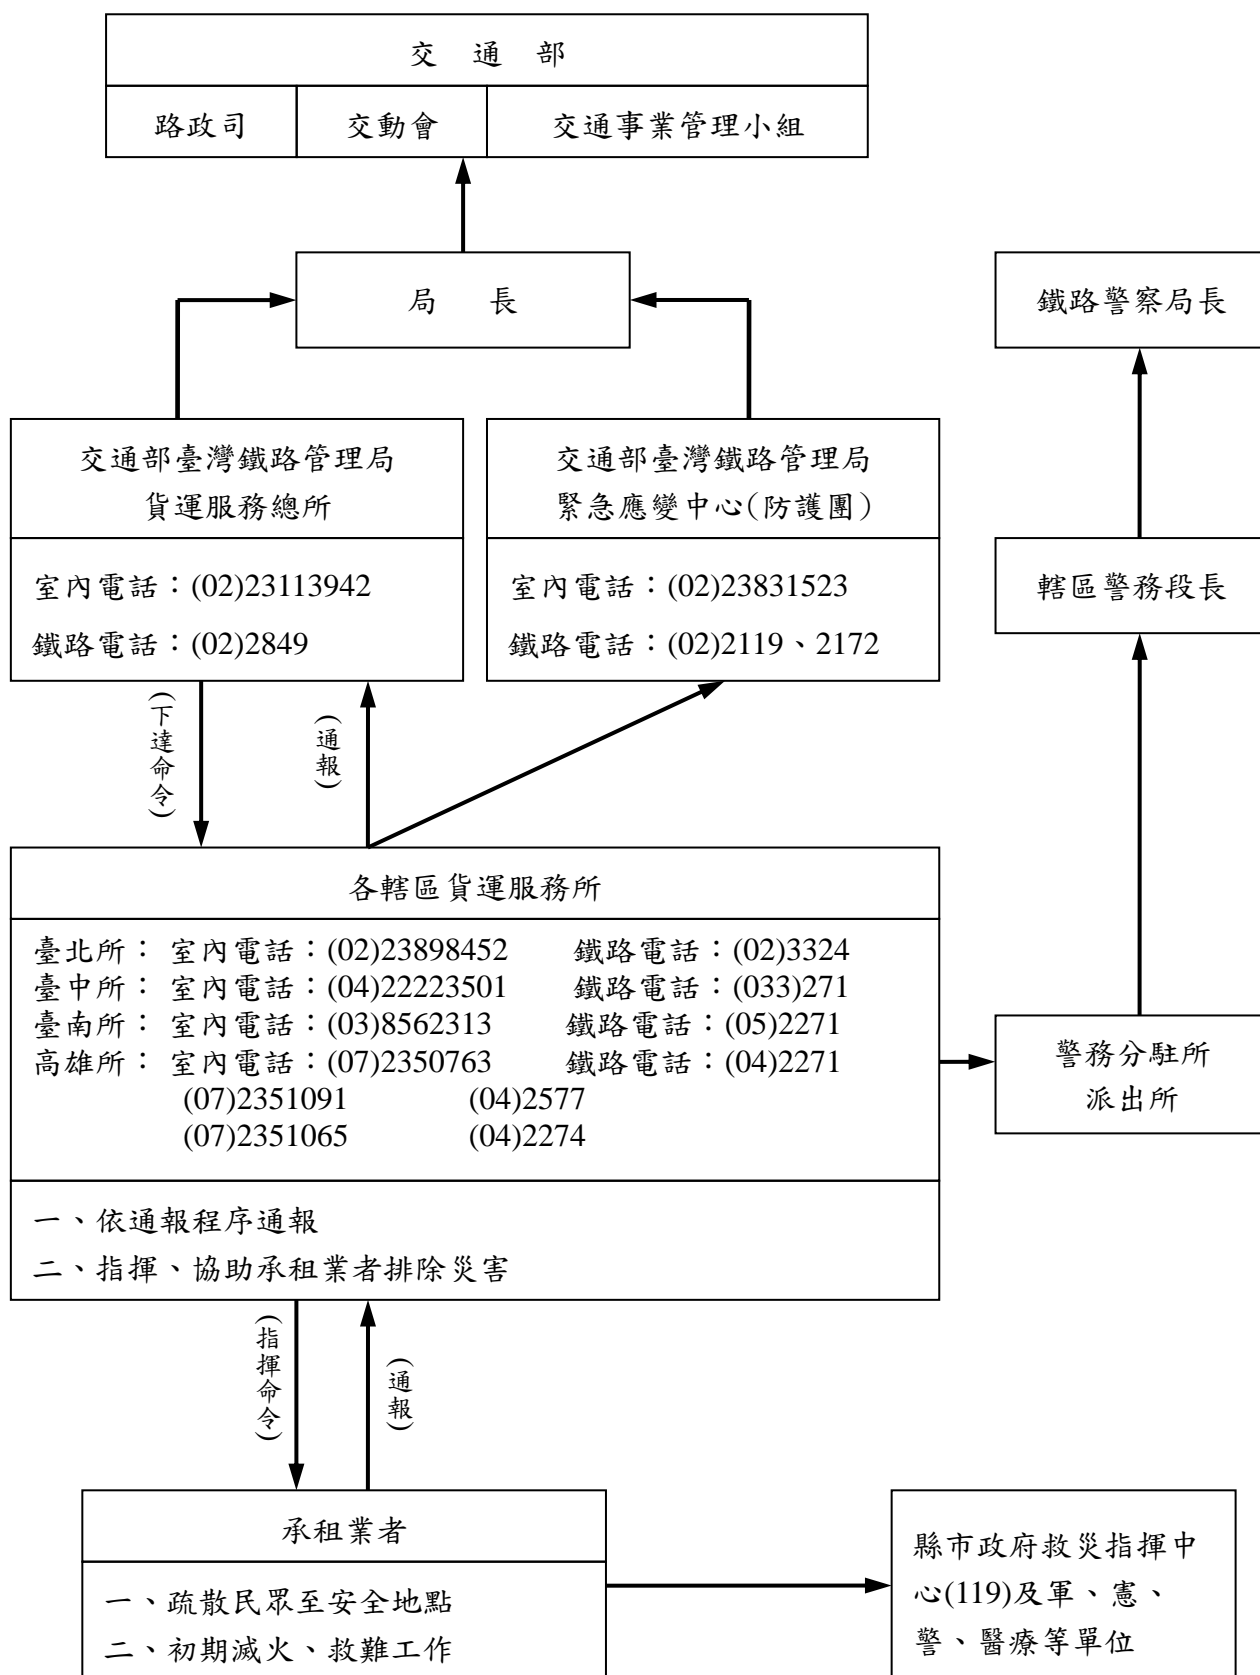 交通部
路政司 交動會 交通事業管理小組
局長
鐵路警察局長
交通部臺灣鐵路管理局
貨運服務總所
室內電話：(02)23113942
鐵路電話：(02)2849
交通部臺灣鐵路管理局
緊急應變中心(防護團)
室內電話：(02)23831523
鐵路電話：(02)2119、2172
轄區警務段長
(下達命令)
(通報)
各轄區貨運服務所
臺北所： 室內電話：(02)23898452 鐵路電話：(02)3324
臺中所： 室內電話：(04)22223501 鐵路電話：(033)271
臺南所： 室內電話：(03)8562313 鐵路電話：(05)2271
高雄所： 室內電話：(07)2350763 鐵路電話：(04)2271
(07)2351091 (04)2577
(07)2351065 (04)2274
一、依通報程序通報
二、指揮、協助承租業者排除災害
警務分駐所
派出所
(指揮命令)
(通報)
承租業者
一、疏散民眾至安全地點
二、初期滅火、救難工作
縣市政府救災指揮中
心(119)及軍、憲、
警、醫療等單位